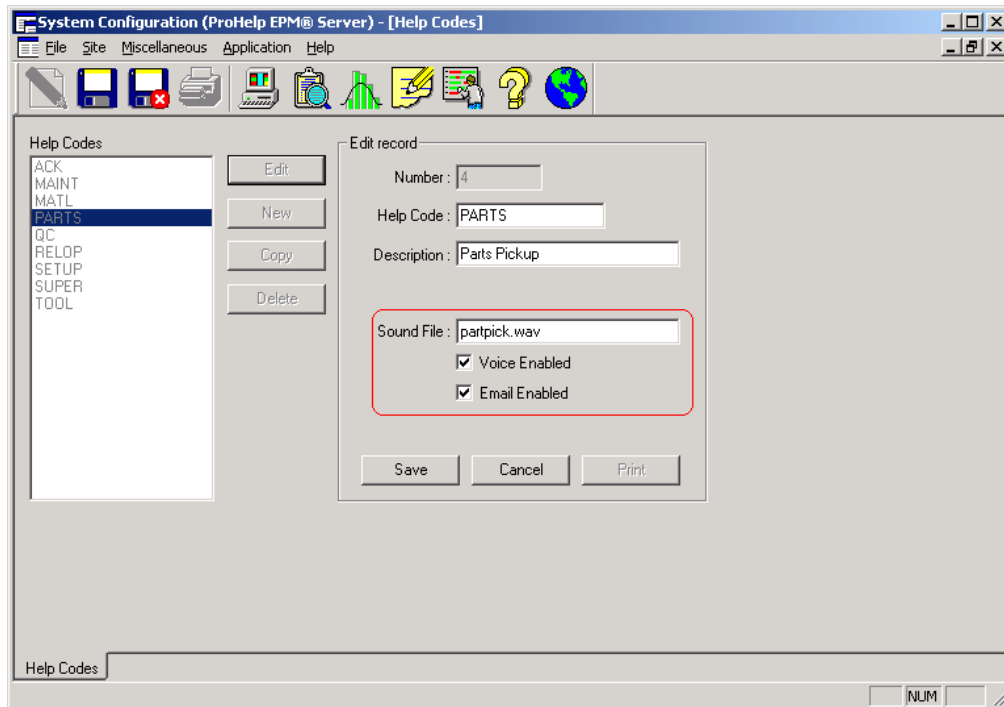 System Configuration (ProHelp EPM® Server) - [Help Codes]
File Site Miscellaneous Application Help
Help Codes
ACK
MAINT
MATL
PARTS
QC
RELOP
SETUP
SUPER
TOOL
Edit
New
Copy
Delete
Edit record
Number : 4
Help Code : PARTS
Description : Parts Pickup
Sound File : partpick.wav
Voice Enabled
Email Enabled
Save Cancel Print
Help Codes
NUM